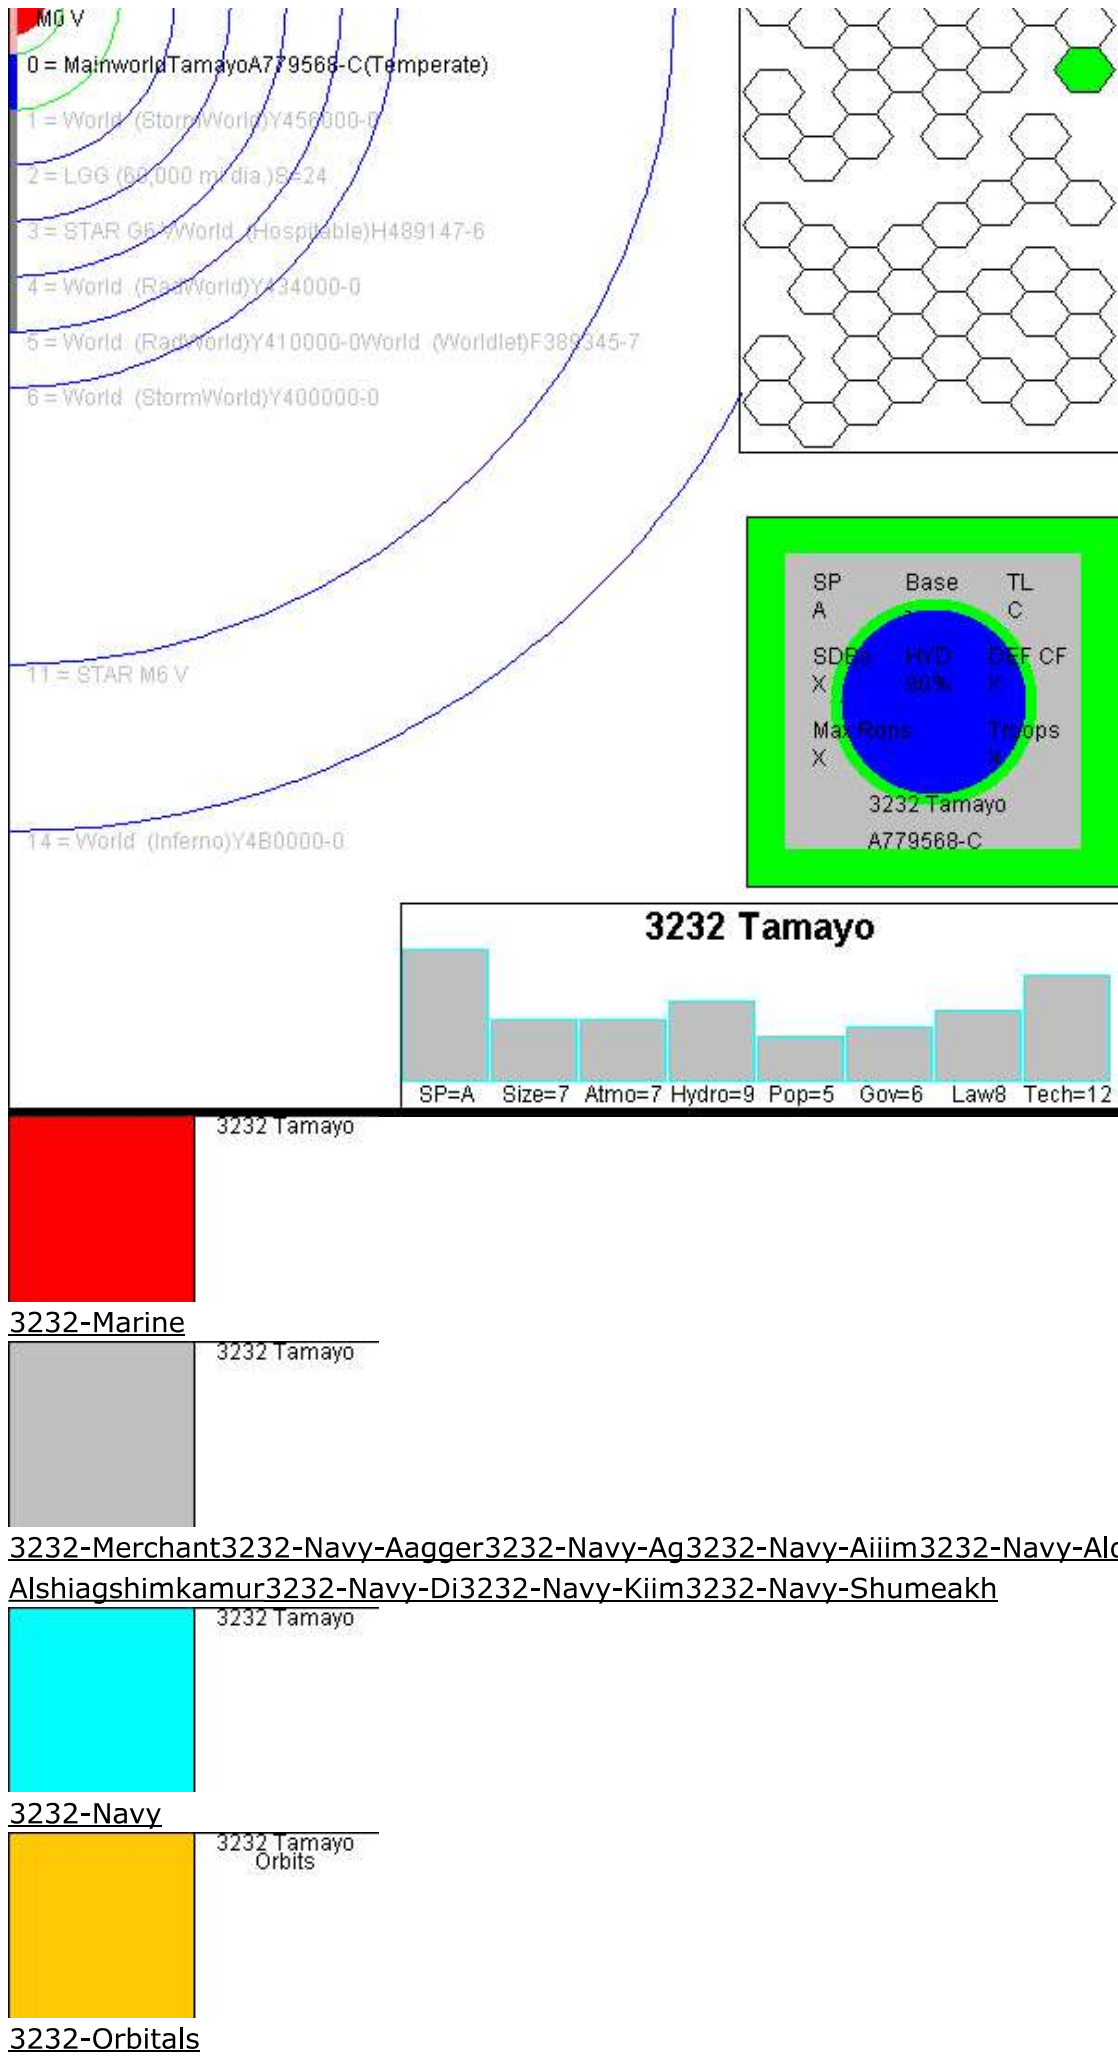 M0 V
0 = MainworldTamayoA779568-C(Temperate)
1 = World (StormWorld)Y456000-0
2 = LGG (60,000 mi dia.)S=24
3 = STAR G6 VWorld (Hospitable)H489147-6
4 = World (RadWorld)Y434000-0
5 = World (RadWorld)Y410000-0World (Worldlet)F389345-7
6 = World (StormWorld)Y400000-0
11 = STAR M6 V
14 = World (Inferno)Y4B0000-0
SP Base TL
A C
SDBs HYD DEF CF
X X
Max Rons Troops
X
3232 Tamayo
A779568-C
3232 Tamayo
SP=A Size=7 Atmo=7 Hydro=9 Pop=5 Gov=6 Law8 Tech=12
3232 Tamayo
3232-Marine
3232 Tamayo
3232-Merchant3232-Navy-Aagger3232-Navy-Ag3232-Navy-Aiiim3232-Navy-
Alshiagshimkamur3232-Navy-Di3232-Navy-Kiim3232-Navy-Shumeakh
3232 Tamayo
3232-Navy
3232 Tamayo
Orbits
3232-Orbitals